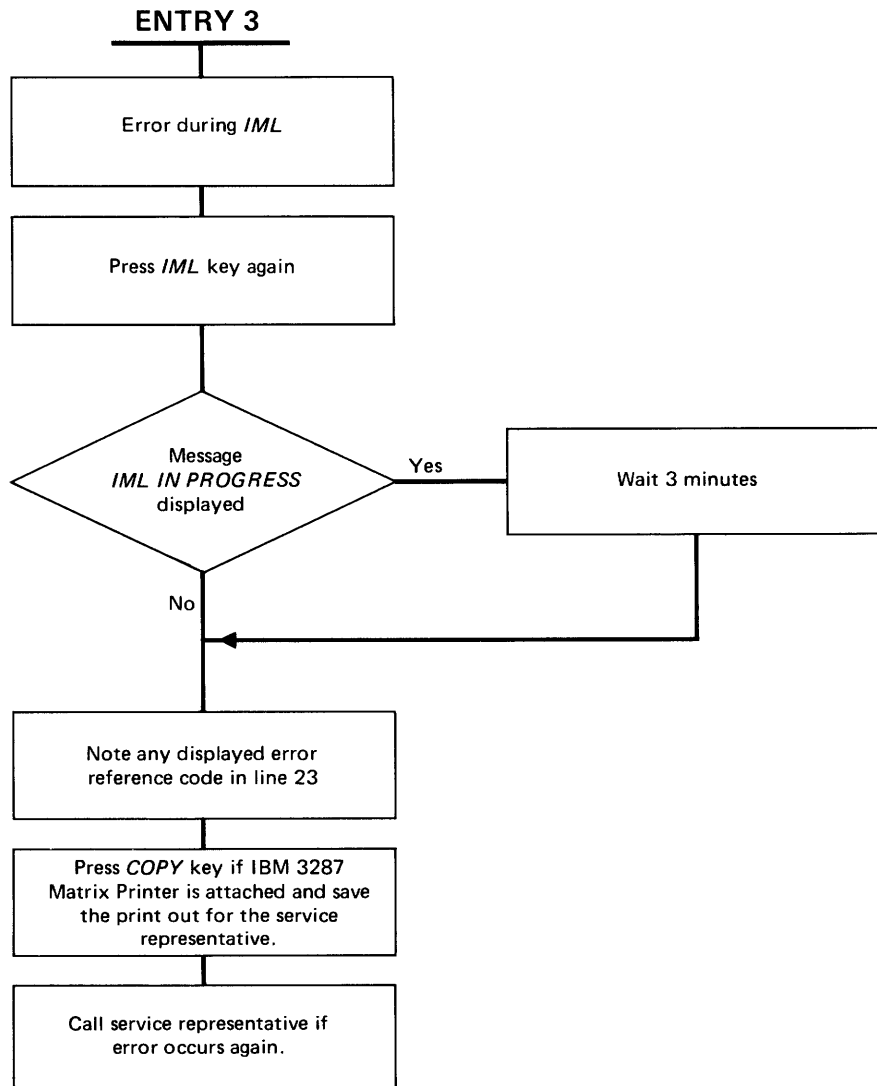 ENTRY 3
Error during IML
Press IML key again
Message
IML IN PROGRESS
displayed
Yes
Wait 3 minutes
No
Note any displayed error
reference code in line 23
Press COPY key if IBM 3287
Matrix Printer is attached and save
the print out for the service
representative.
Call service representative if
error occurs again.